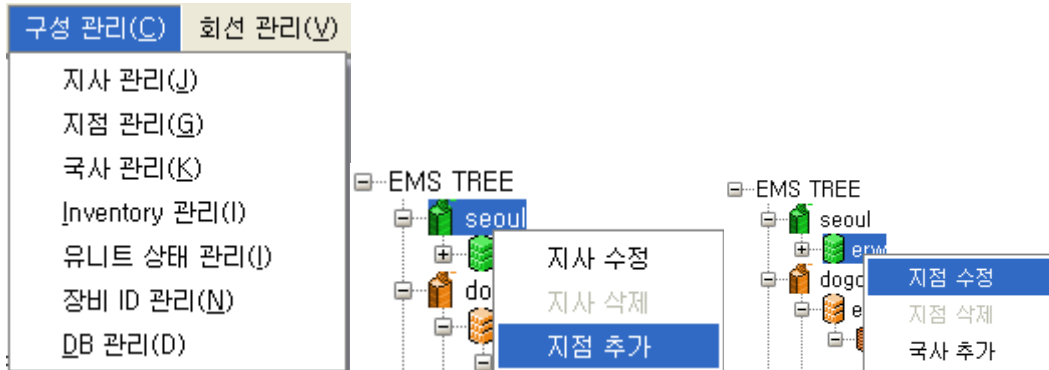 구성 관리(C) 회선 관리(V)
지사 관리(J)
지점 관리(G)
국사 관리(K)
Inventory 관리(I)
유니트 상태 관리(I)
장비 ID 관리(N)
DB 관리(D)
EMS TREE
seoul
do
지사 수정
지사 삭제
지점 추가
EMS TREE
seoul
erw
dogo
e
지점 수정
지점 삭제
국사 추가